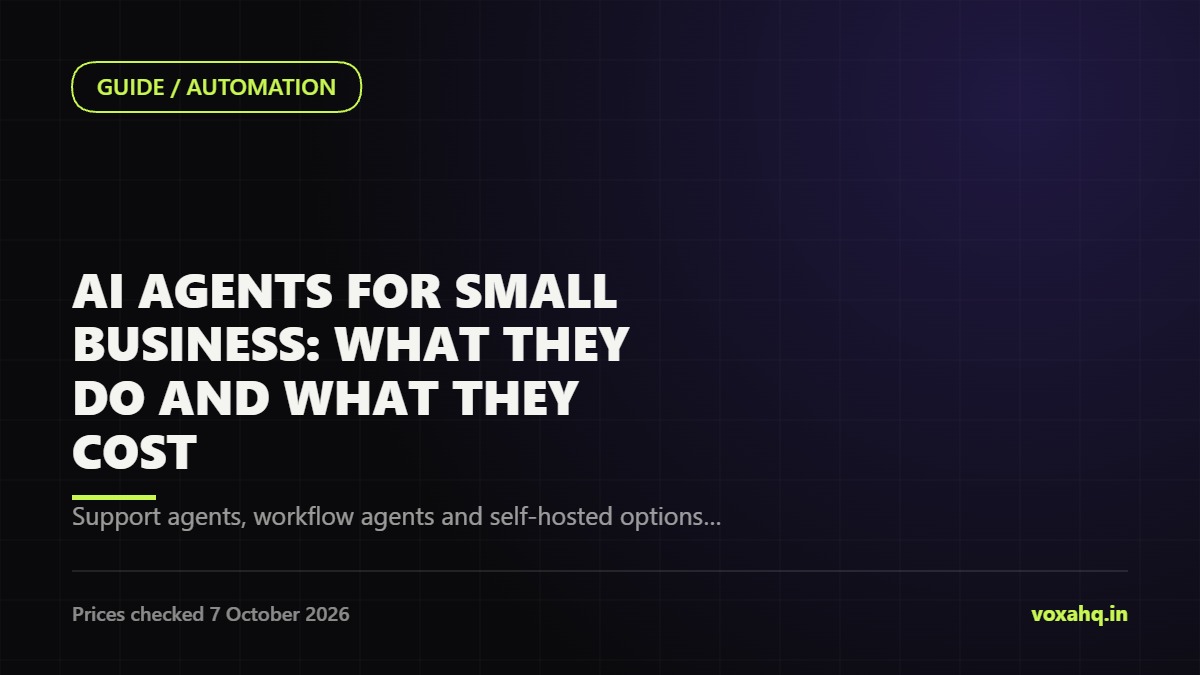 GUIDE / AUTOMATION
AI AGENTS FOR SMALL
BUSINESS: WHAT THEY
DO AND WHAT THEY
COST
Support agents, workflow agents and self-hosted options...
Prices checked 7 October 2026
voxahq.in